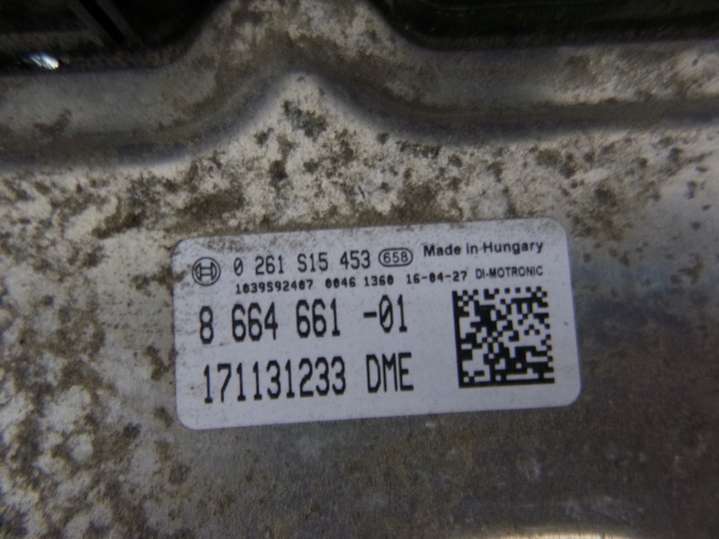 0 261 S15 453 658 Made in Hungary
1039S92407 0046 1360 16-04-27 DI-MOTRONIC
8 664 661 -01
171131233 DME